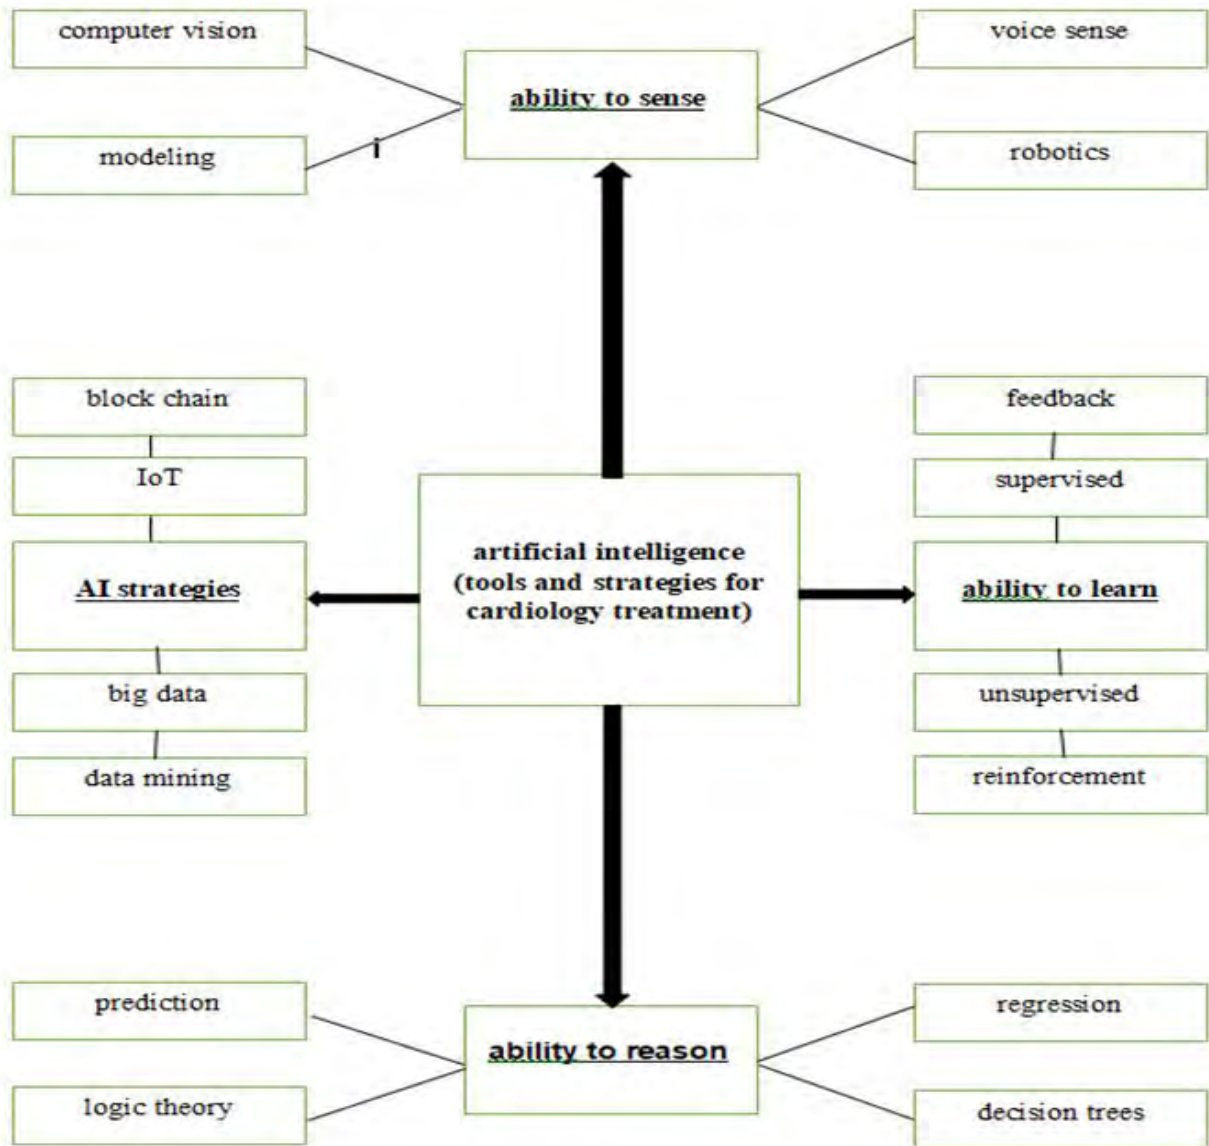 computer vision
voice sense
ability to sense
modeling
i
robotics
block chain
feedback
IoT
supervised
artificial intelligence
(tools and strategies for
cardiology treatment)
AI strategies
ability to learn
big data
unsupervised
data mining
reinforcement
prediction
regression
ability to reason
logic theory
decision trees